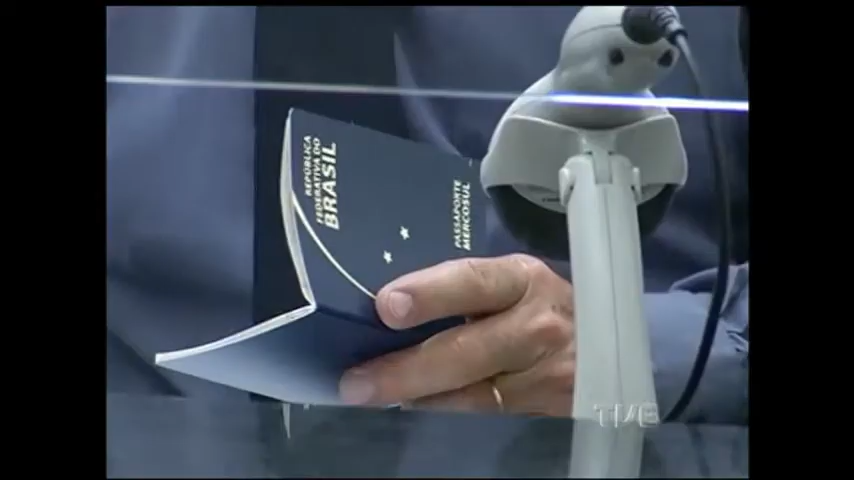 REPÚBLICA
FEDERATIVA DO
BRASIL
PASSAPORTE
MERCOSUL
TVE